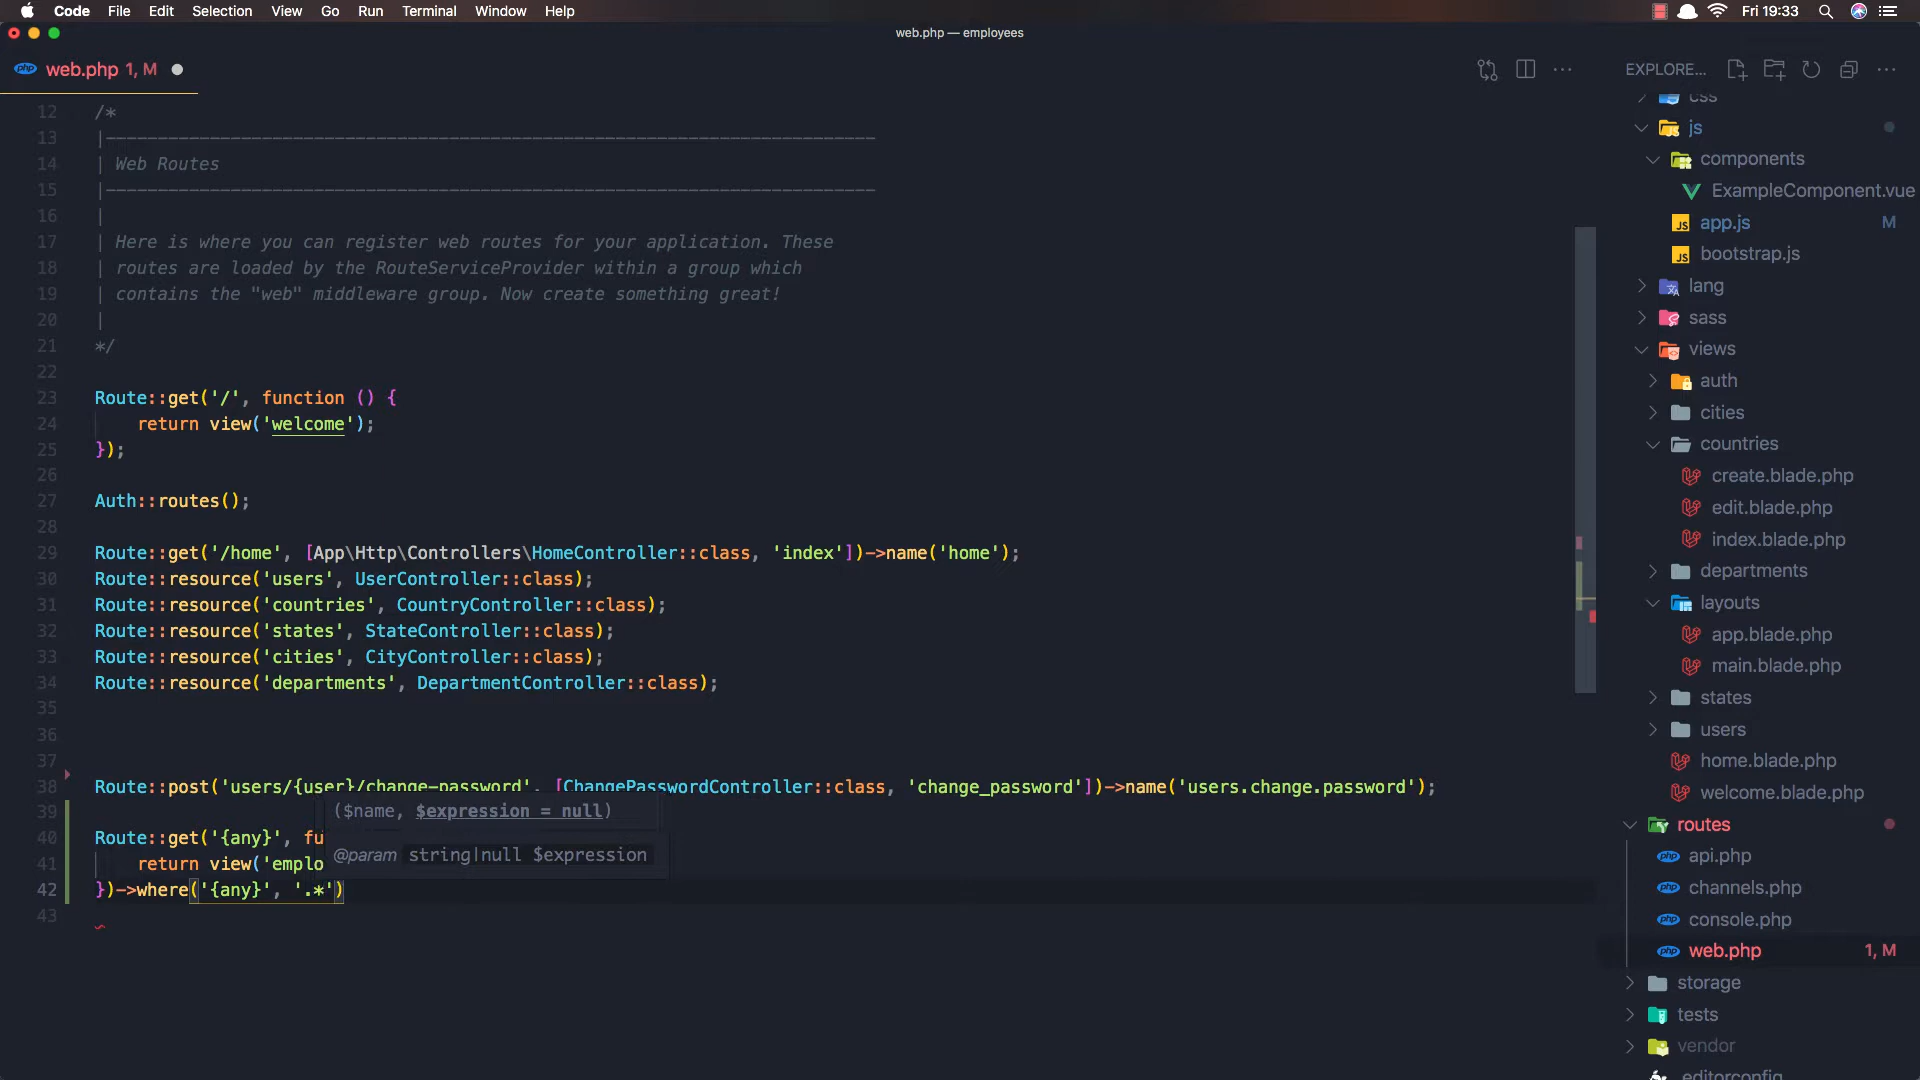 Code File Edit Selection View Go Run Terminal Window Help Fri 19:33
web.php — employees
web.php 1, M
12 /*
13 |--------------------------------------------------------------------------
14 | Web Routes
15 |--------------------------------------------------------------------------
16 |
17 | Here is where you can register web routes for your application. These
18 | routes are loaded by the RouteServiceProvider within a group which
19 | contains the "web" middleware group. Now create something great!
20 |
21 */
22
23 Route::get('/', function () {
24 return view('welcome');
25 });
26
27 Auth::routes();
28
29 Route::get('/home', [App\Http\Controllers\HomeController::class, 'index'])->name('home');
30 Route::resource('users', UserController::class);
31 Route::resource('countries', CountryController::class);
32 Route::resource('states', StateController::class);
33 Route::resource('cities', CityController::class);
34 Route::resource('departments', DepartmentController::class);
35
36
37
38 Route::post('users/{user}/change-password', [ChangePasswordController::class, 'change_password'])->name('users.change.password');
39
($name, $expression = null)
40 Route::get('{any}', fu
@param string|null $expression
41 return view('emplo
42 })->where('{any}', '.*')
43
EXPLORE...
css
js
components
ExampleComponent.vue
app.js M
bootstrap.js
lang
sass
views
auth
cities
countries
create.blade.php
edit.blade.php
index.blade.php
departments
layouts
app.blade.php
main.blade.php
states
users
home.blade.php
welcome.blade.php
routes
api.php
channels.php
console.php
web.php 1, M
storage
tests
vendor
.editorconfig